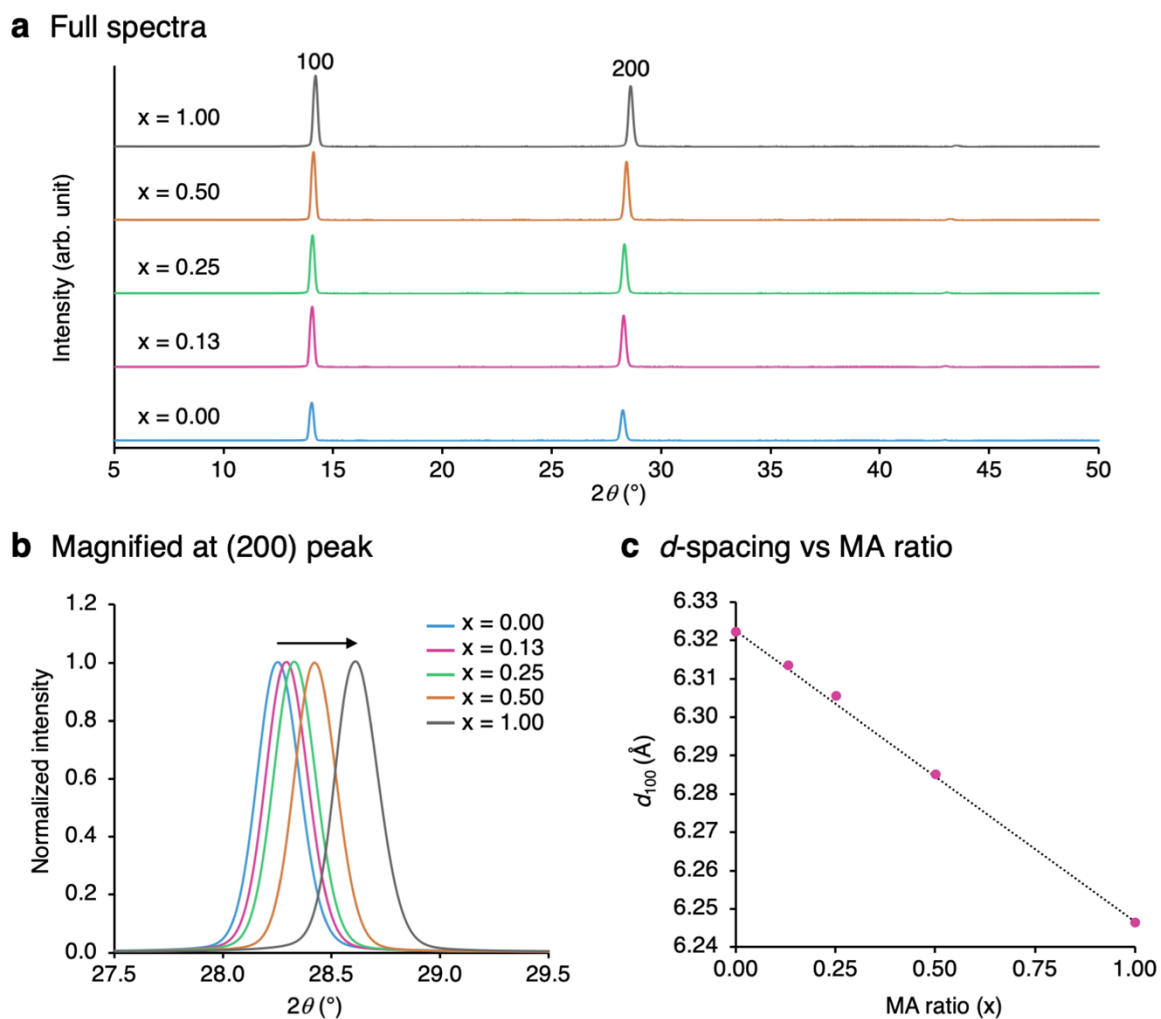 a Full spectra
100
200
x = 1.00
x = 0.50
x = 0.25
x = 0.13
x = 0.00
Intensity (arb. unit)
5 10 15 20 25 30 35 40 45 50
2θ (°)
b Magnified at (200) peak
1.2
1.0
0.8
0.6
0.4
0.2
0.0
Normalized intensity
x = 0.00
x = 0.13
x = 0.25
x = 0.50
x = 1.00
27.5 28.0 28.5 29.0 29.5
2θ (°)
c d-spacing vs MA ratio
6.33
6.32
6.31
6.30
6.29
6.28
6.27
6.26
6.25
6.24
d100 (Å)
0.00 0.25 0.50 0.75 1.00
MA ratio (x)